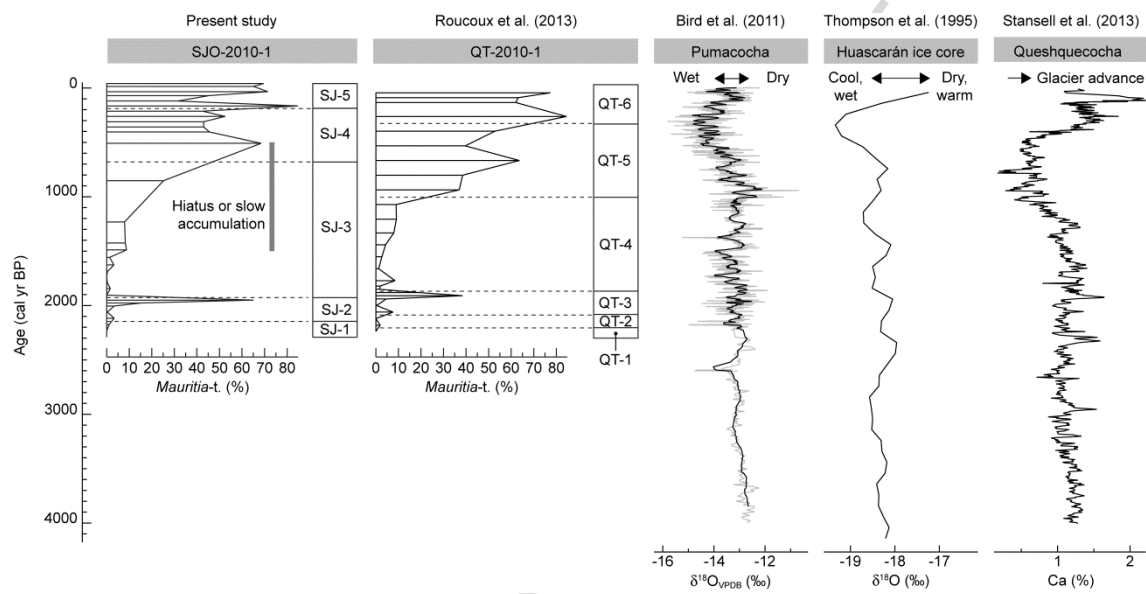 Present study
Roucoux et al. (2013)
Bird et al. (2011)
Thompson et al. (1995)
Stansell et al. (2013)
SJO-2010-1
QT-2010-1
Pumacocha
Huascarán ice core
Queshquecocha
Wet
Dry
Cool, wet
Dry, warm
Glacier advance
Age (cal yr BP)
0
1000
2000
3000
4000
SJ-5
SJ-4
SJ-3
SJ-2
SJ-1
Hiatus or slow
accumulation
QT-6
QT-5
QT-4
QT-3
QT-2
QT-1
0 10 20 30 40 50 60 70 80
Mauritia-t. (%)
0 10 20 30 40 50 60 70 80
Mauritia-t. (%)
-16 -14 -12
δ¹⁸O_VPDB (‰)
-19 -18 -17
δ¹⁸O (‰)
1 2
Ca (%)